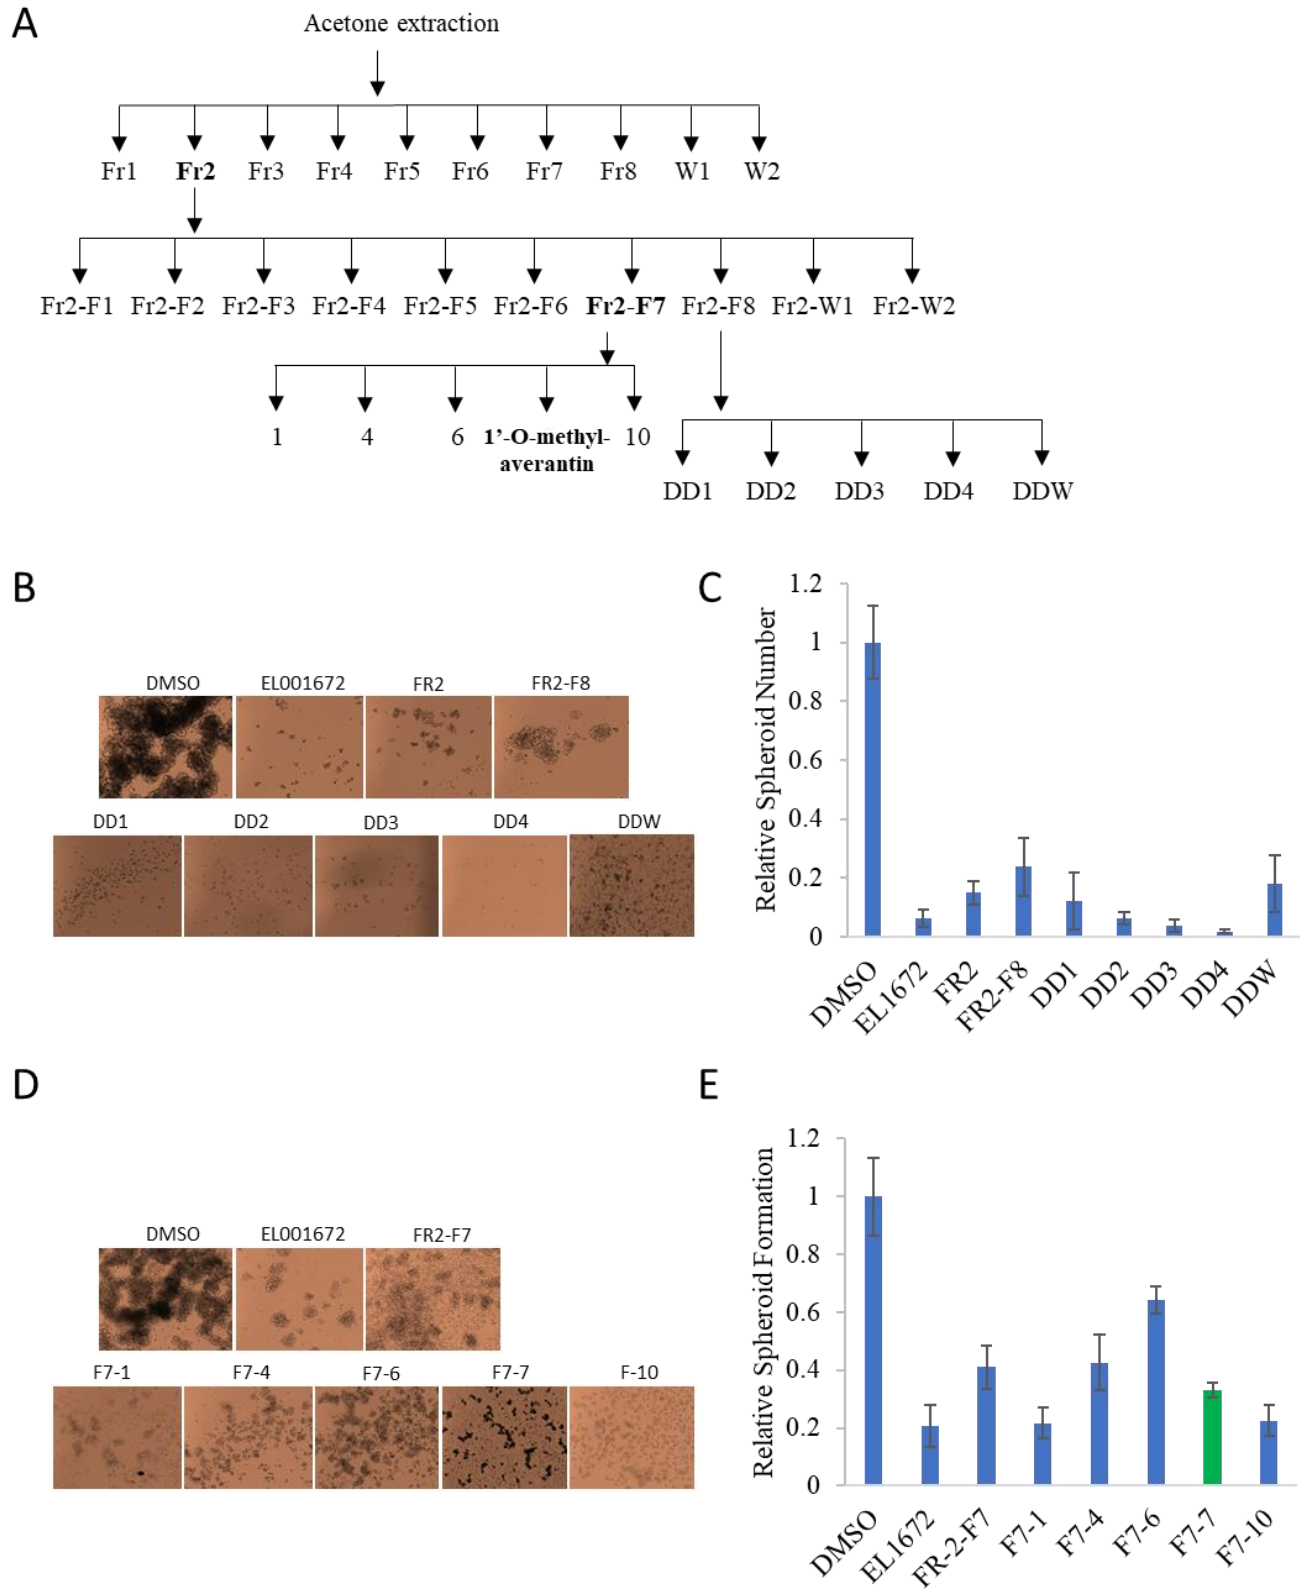 A
Acetone extraction
Fr1 Fr2 Fr3 Fr4 Fr5 Fr6 Fr7 Fr8 W1 W2
Fr2-F1 Fr2-F2 Fr2-F3 Fr2-F4 Fr2-F5 Fr2-F6 Fr2-F7 Fr2-F8 Fr2-W1 Fr2-W2
1 4 6 1’-O-methyl- 10
averantin
DD1 DD2 DD3 DD4 DDW
B
DMSO EL001672 FR2 FR2-F8
DD1 DD2 DD3 DD4 DDW
C
Relative Spheroid Number
1.2
1
0.8
0.6
0.4
0.2
0
DMSO EL1672 FR2 FR2-F8 DD1 DD2 DD3 DD4 DDW
D
DMSO EL001672 FR2-F7
F7-1 F7-4 F7-6 F7-7 F-10
E
Relative Spheroid Formation
1.2
1
0.8
0.6
0.4
0.2
0
DMSO EL1672 FR-2-F7 F7-1 F7-4 F7-6 F7-7 F7-10